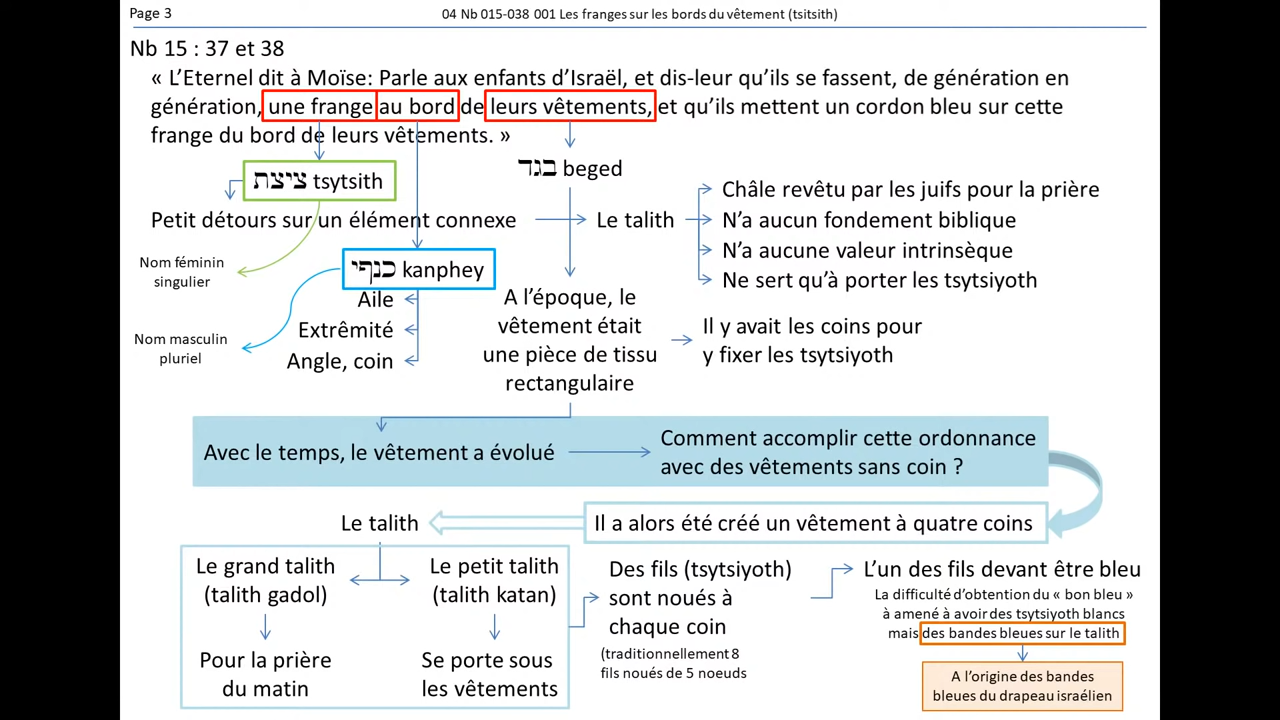 Page 3
04 Nb 015-038 001 Les franges sur les bords du vêtement (tsitsith)
Nb 15 : 37 et 38
« L’Eternel dit à Moïse: Parle aux enfants d’Israël, et dis-leur qu’ils se fassent, de génération en
génération, une frange au bord de leurs vêtements, et qu’ils mettent un cordon bleu sur cette
frange du bord de leurs vêtements. »
בגד beged
ציצת tsytsith
Petit détours sur un élément connexe
Le talith
Châle revêtu par les juifs pour la prière
N’a aucun fondement biblique
N’a aucune valeur intrinsèque
Ne sert qu’à porter les tsytsiyoth
Nom féminin
singulier
כנפי kanphey
Aile
Extrêmité
Angle, coin
Nom masculin
pluriel
A l’époque, le
vêtement était
une pièce de tissu
rectangulaire
Il y avait les coins pour
y fixer les tsytsiyoth
Avec le temps, le vêtement a évolué
Comment accomplir cette ordonnance
avec des vêtements sans coin ?
Il a alors été créé un vêtement à quatre coins
Le talith
Le grand talith
(talith gadol)
Pour la prière
du matin
Le petit talith
(talith katan)
Se porte sous
les vêtements
Des fils (tsytsiyoth)
sont noués à
chaque coin
(traditionnellement 8
fils noués de 5 noeuds
L’un des fils devant être bleu
La difficulté d’obtention du « bon bleu »
à amené à avoir des tsytsiyoth blancs
mais des bandes bleues sur le talith
A l’origine des bandes
bleues du drapeau israélien